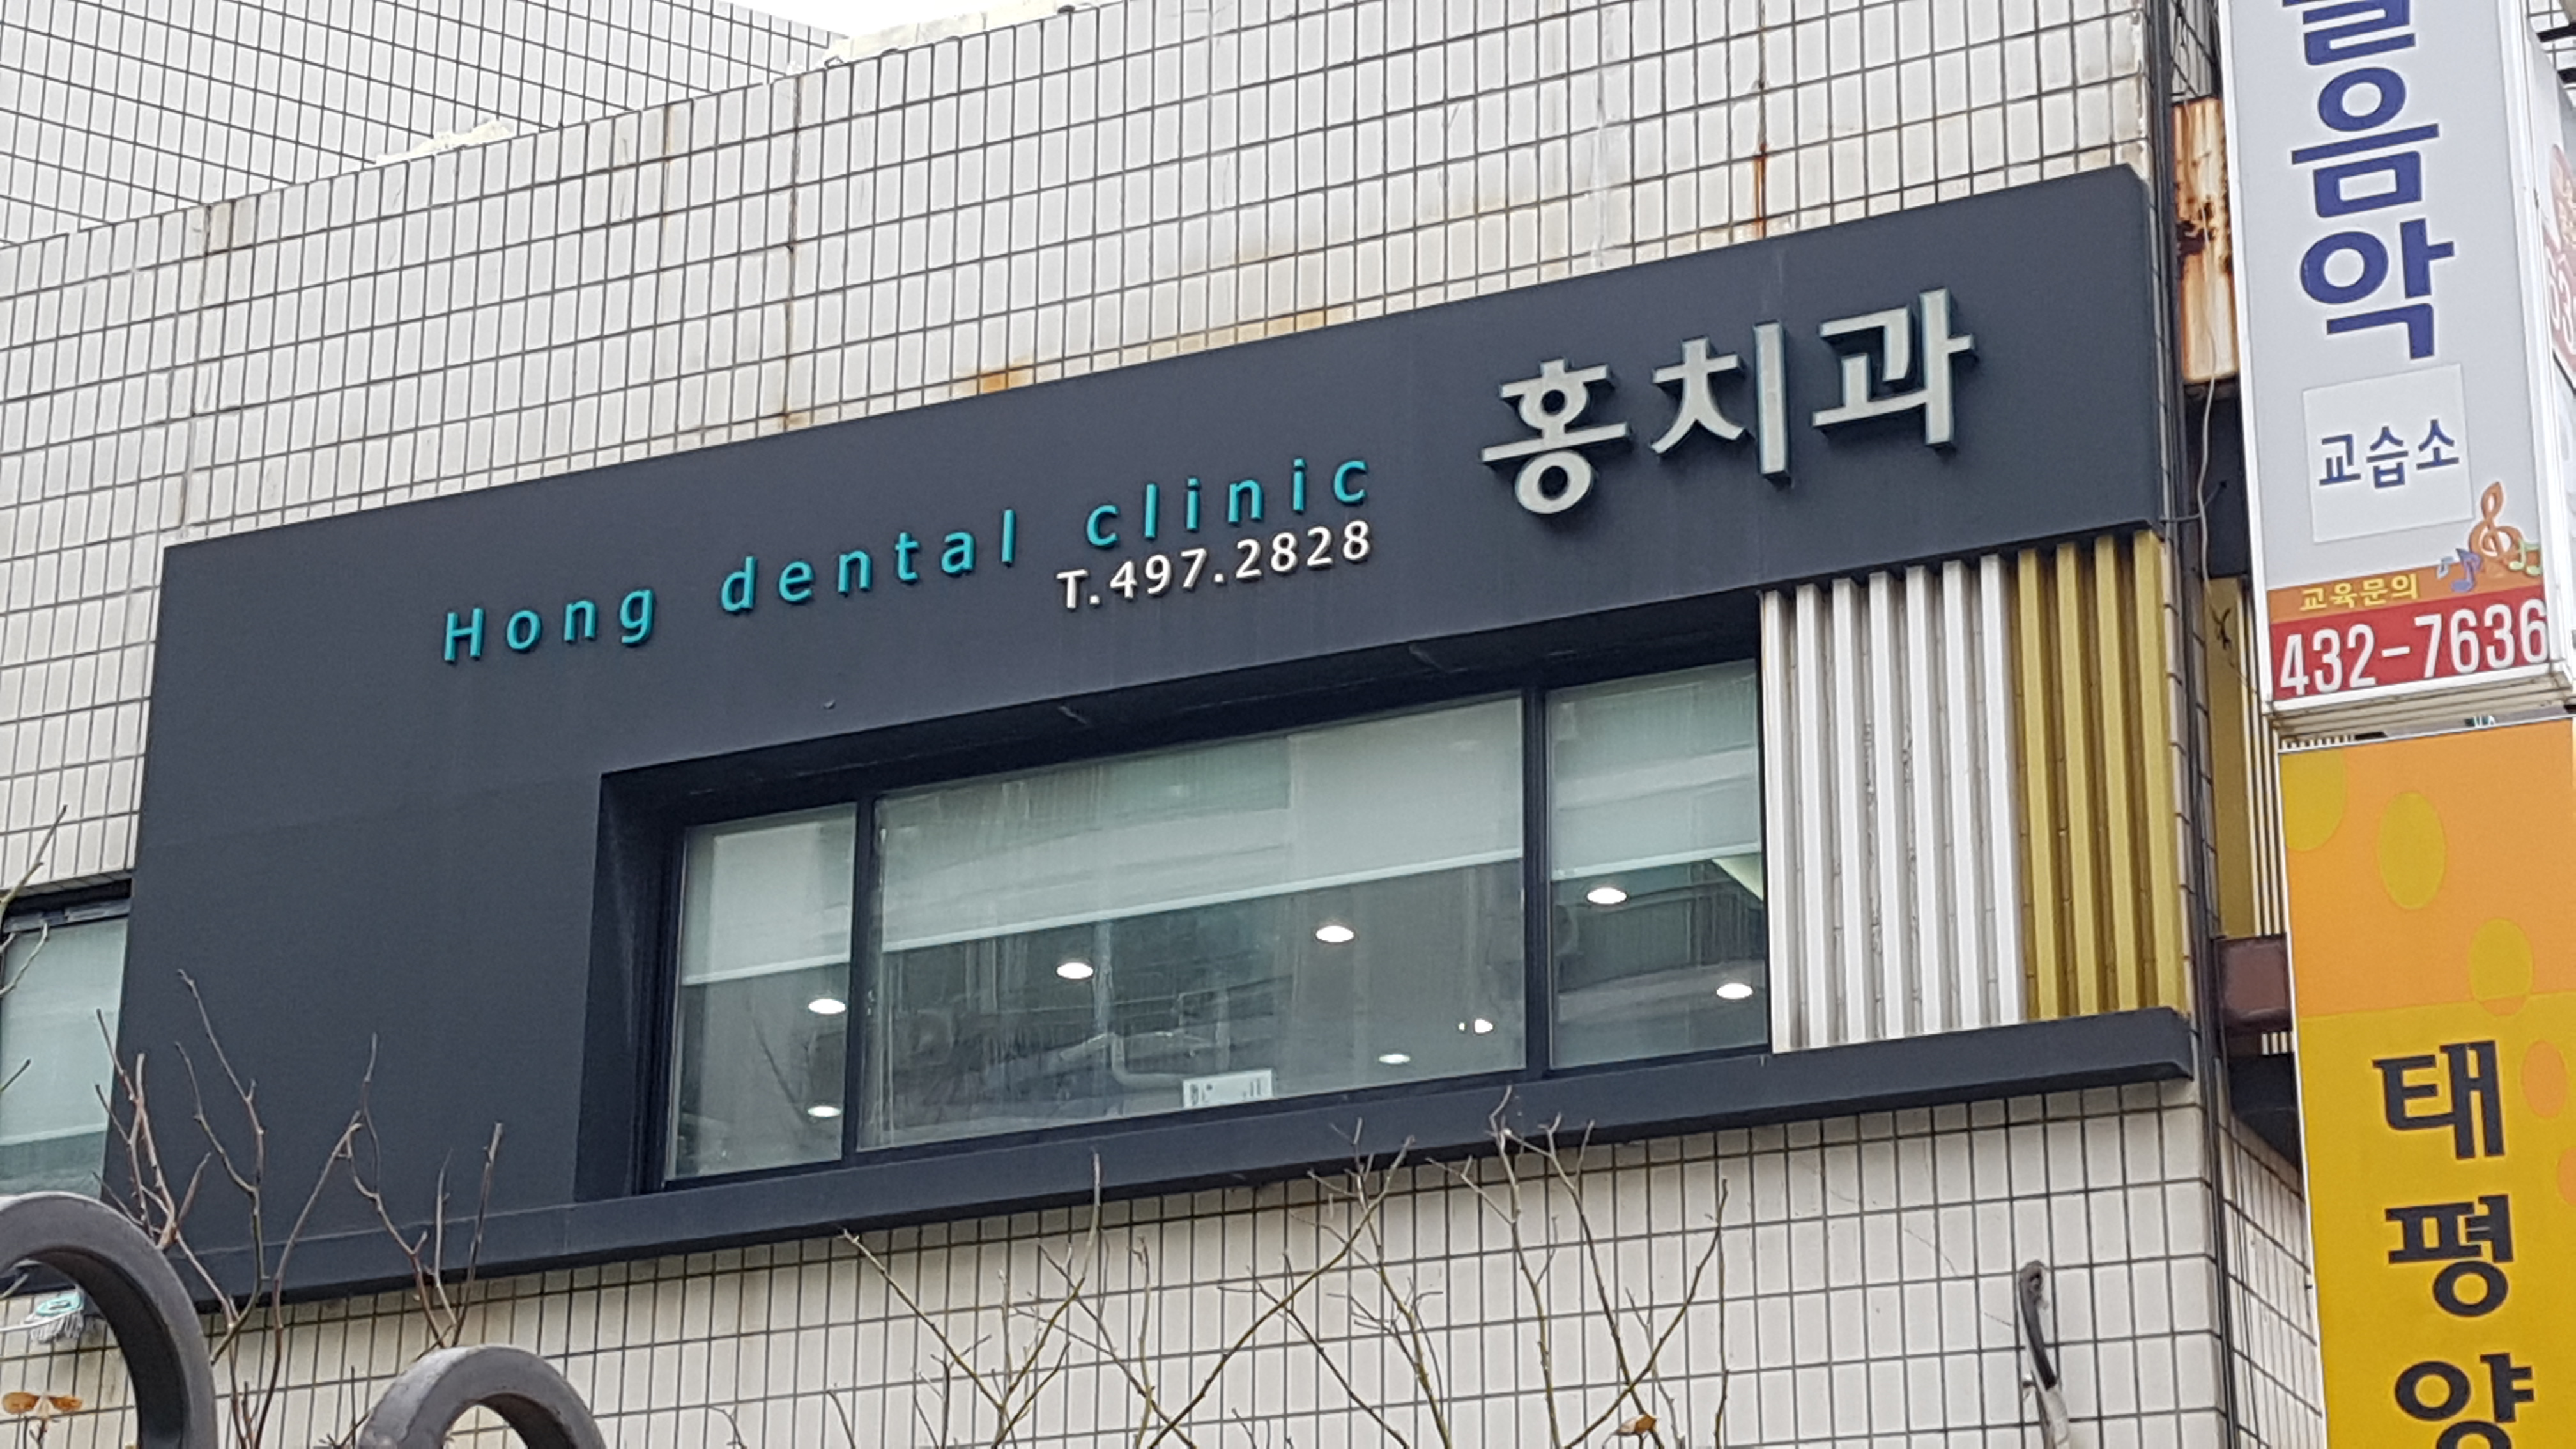 Hong dental clinic
T.497.2828
홍치과
음악
교습소
교육문의
432-7636
태평양